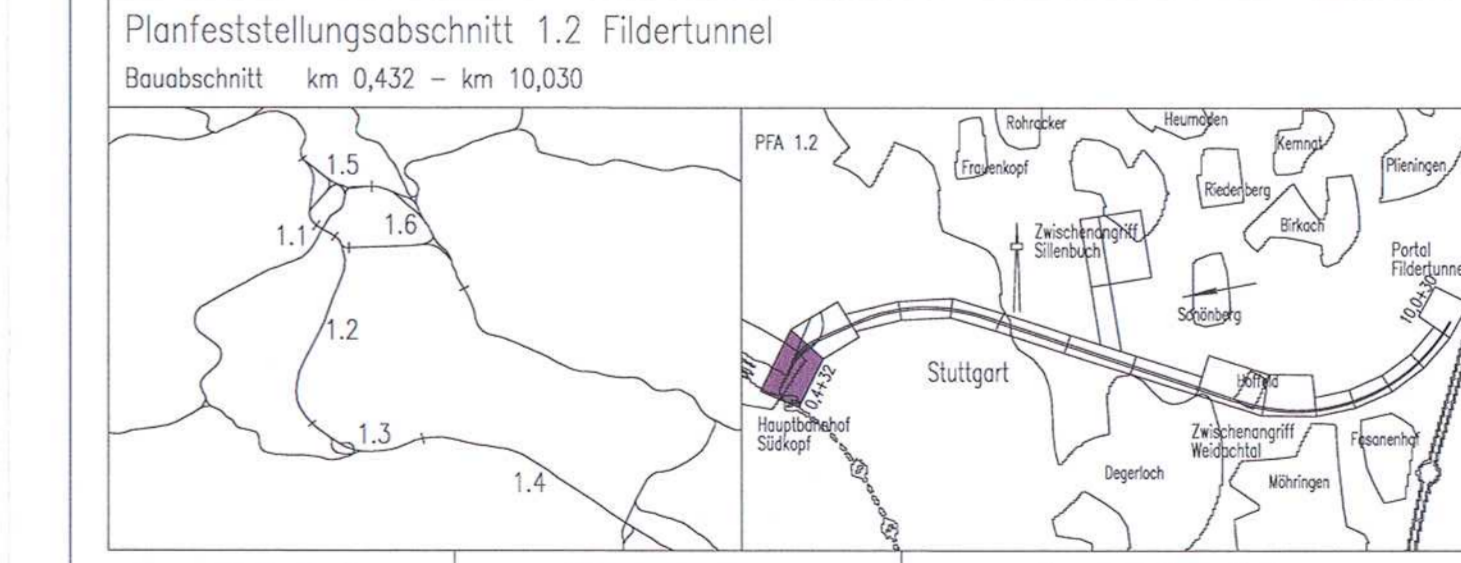 Planfeststellungsabschnitt 1.2 Fildertunnel
Bauabschnitt km 0,432 - km 10,030
1.5
1.1
1.6
1.2
1.3
1.4
PFA 1.2
Rohracker
Heumaden
Frauenkopf
Kemnat
Plieningen
Riedenberg
Birkach
Zwischenangriff
Sillenbuch
Portal
Fildertunne
10,0+30
Schönberg
Stuttgart
Hoffeld
0,4+32
Hauptbahnhof
Südkopf
Zwischenangriff
Weidachtal
Fasanenhof
Degerloch
Möhringen